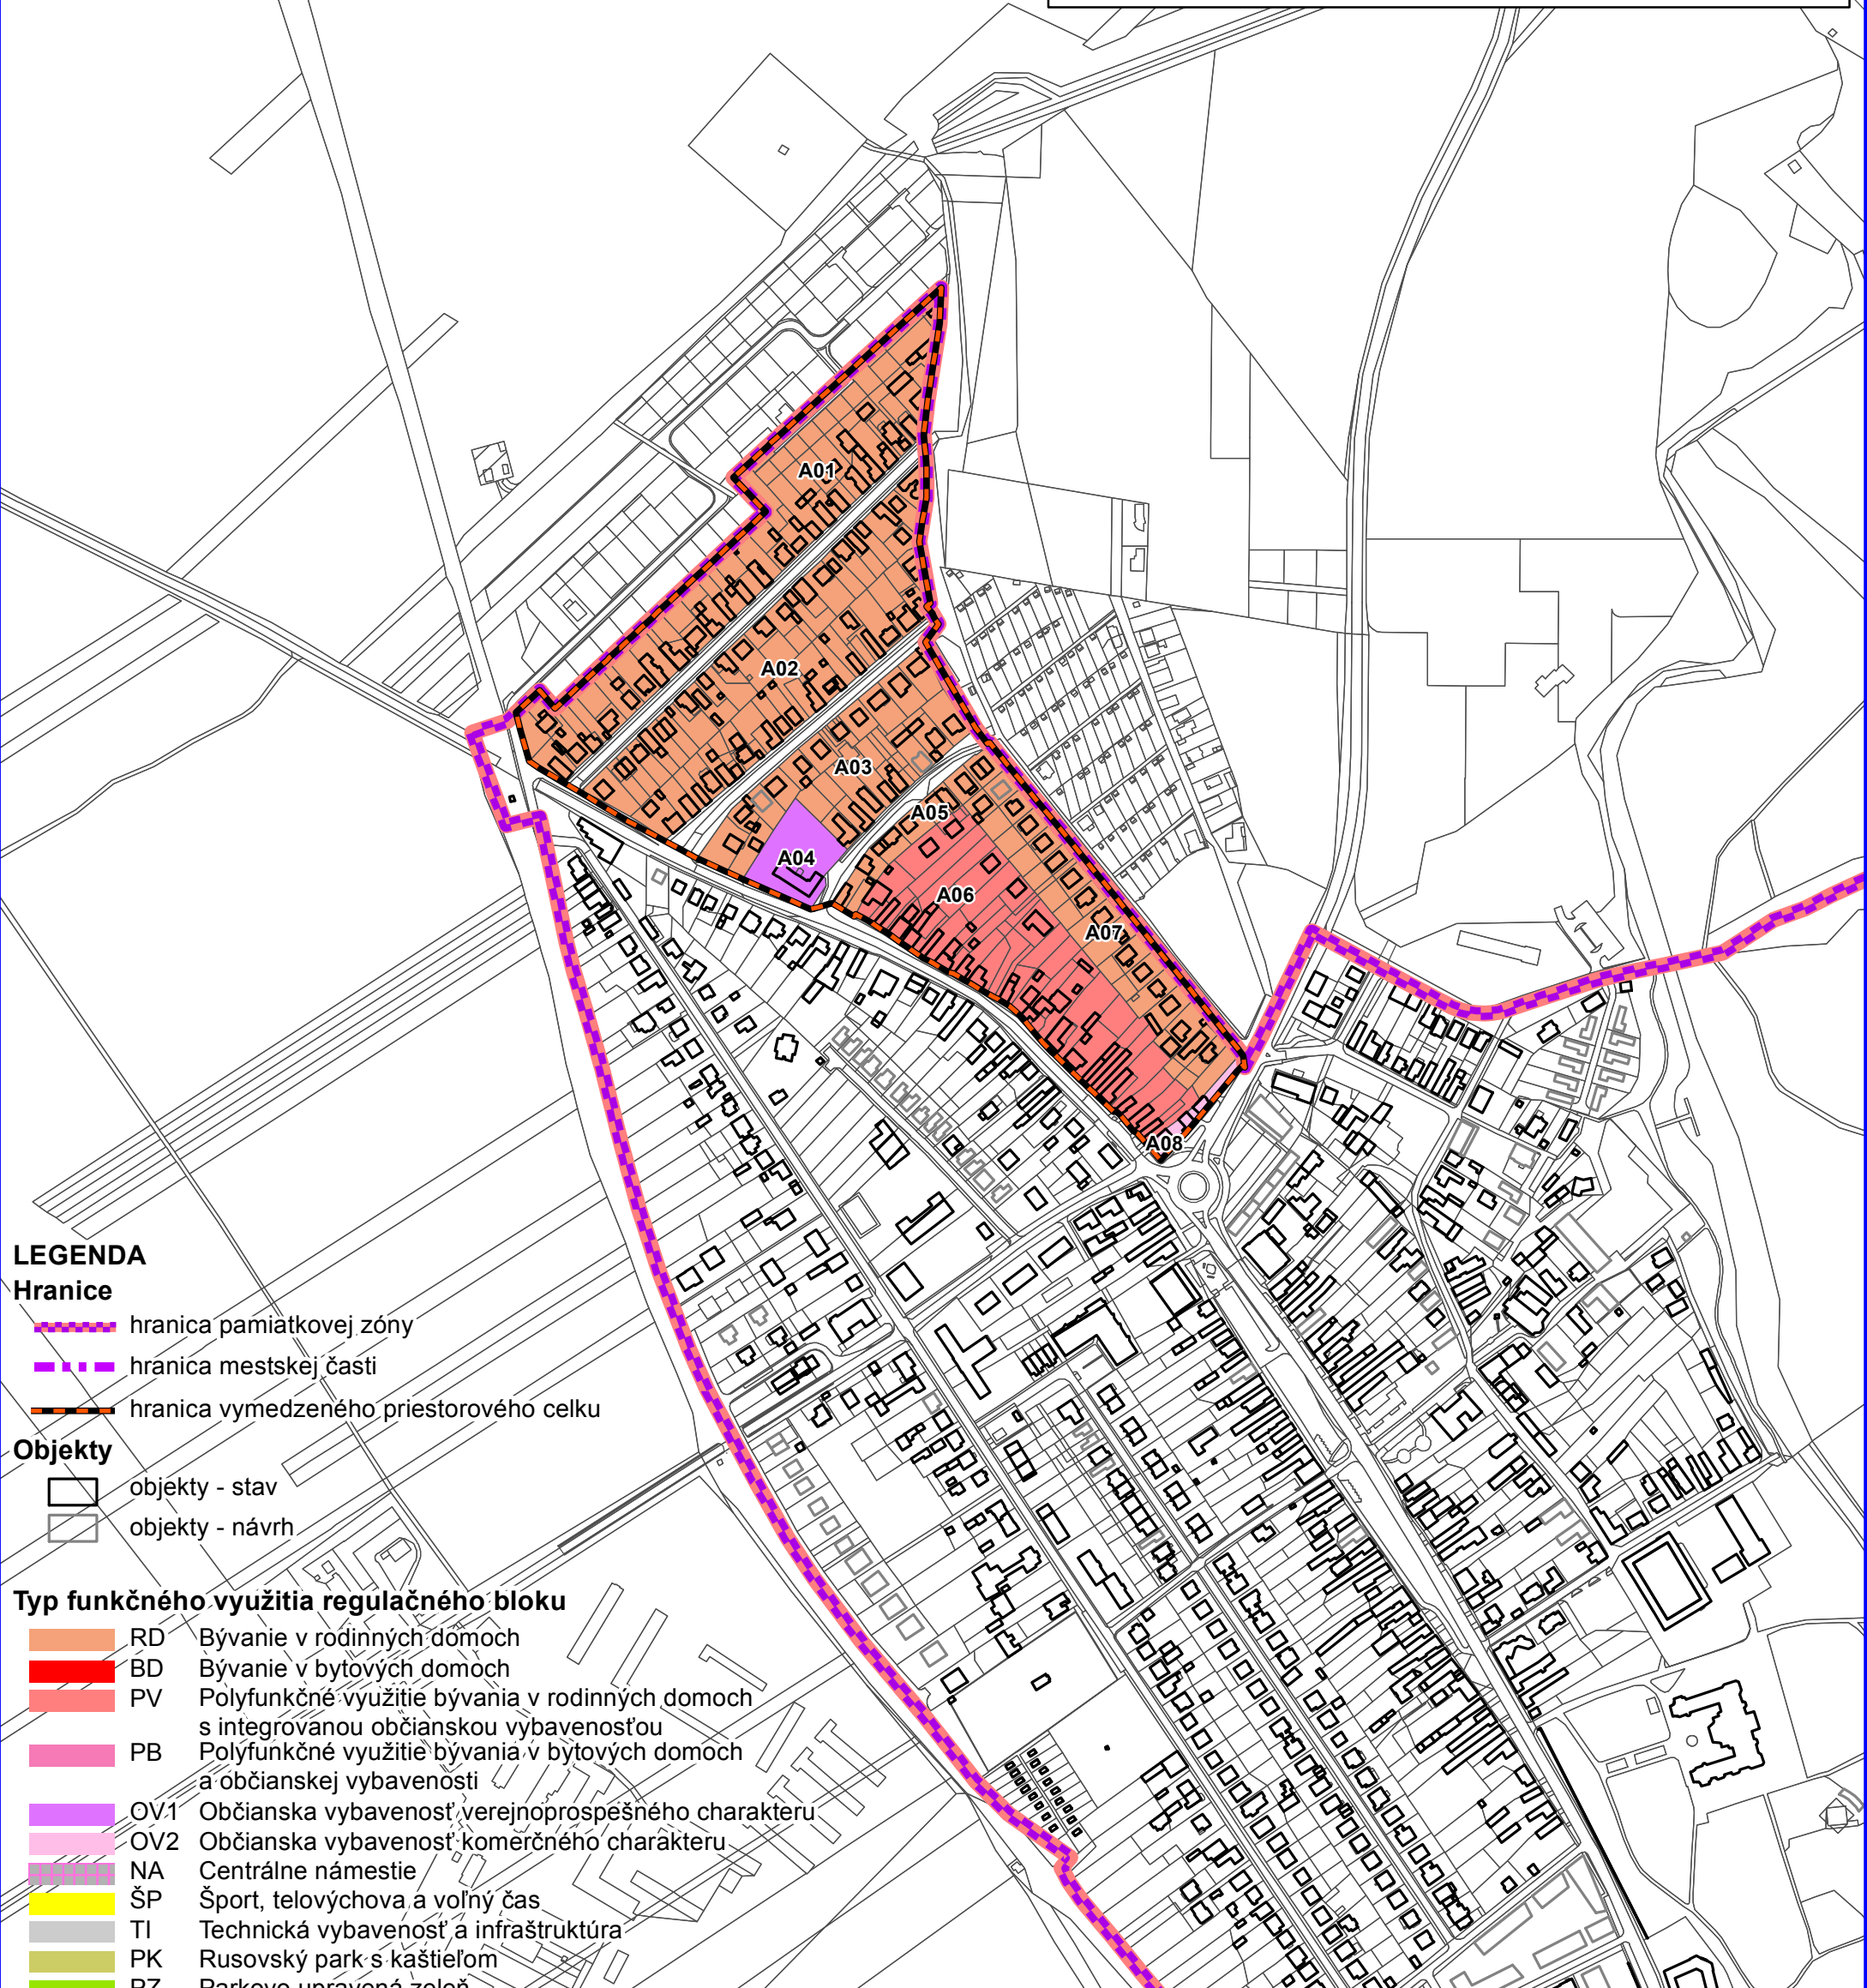 A01
A02
A03
A05
A04
A06
A07
A08
LEGENDA
Hranice
hranica pamiatkovej zóny
hranica mestskej časti
hranica vymedzeného priestorového celku
Objekty
objekty - stav
objekty - návrh
Typ funkčného využitia regulačného bloku
RD Bývanie v rodinných domoch
BD Bývanie v bytových domoch
PV Polyfunkčné využitie bývania v rodinných domoch
s integrovanou občianskou vybavenosťou
PB Polyfunkčné využitie bývania v bytových domoch
a občianskej vybavenosti
OV1 Občianska vybavenosť verejnoprospešného charakteru
OV2 Občianska vybavenosť komerčného charakteru
NA Centrálne námestie
ŠP Šport, telovýchova a voľný čas
TI Technická vybavenosť a infraštruktúra
PK Rusovský park s kaštieľom
PZ Parkovo upravená zeleň